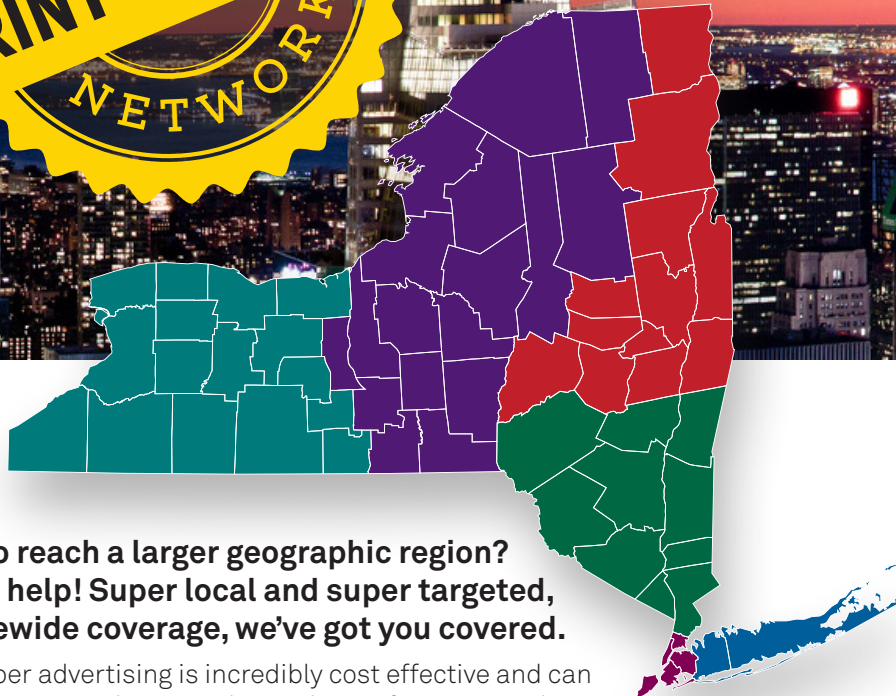 RINT
NETWORK
o reach a larger geographic region?
help! Super local and super targeted,
ewide coverage, we've got you covered.
per advertising is incredibly cost effective and can